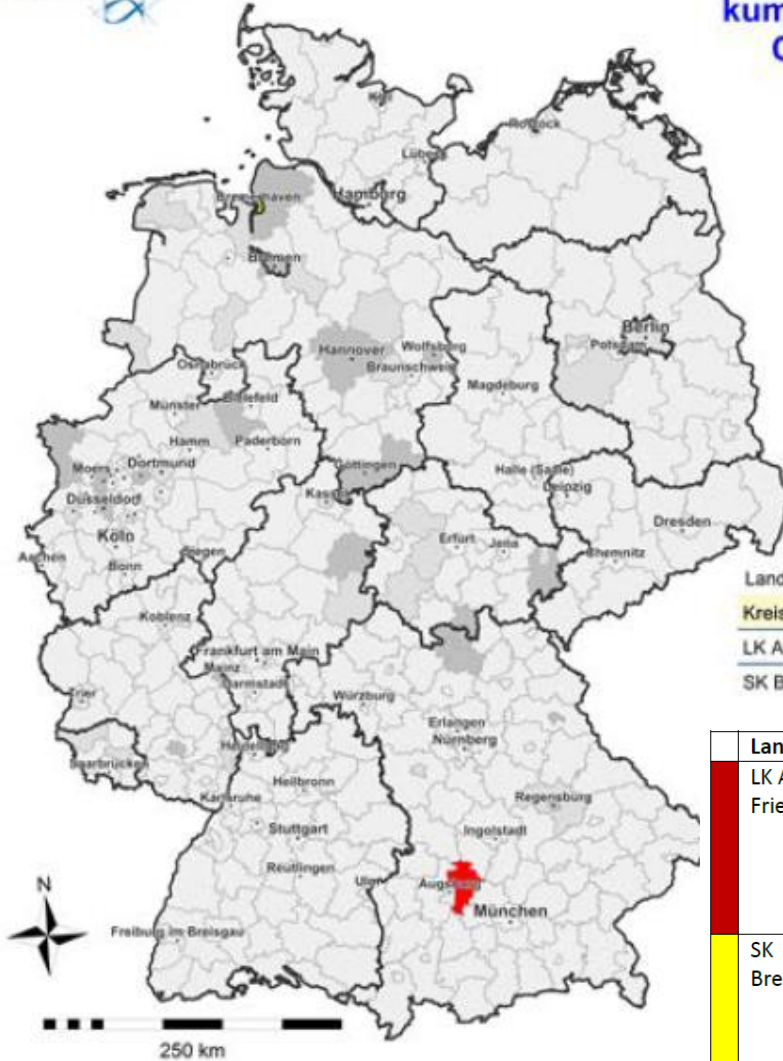 kum
C
Kiel
Rostock
Lübeck
Bremerhaven
Hamburg
Bremen
Berlin
Hannover
Wolfsburg
Potsdam
Osnabrück
Braunschweig
Magdeburg
Münster
Bielefeld
Hamm
Paderborn
Moers
Dortmund
Göttingen
Halle (Saale)
Düsseldorf
Kassel
Leipzig
Köln
Erfurt
Jena
Dresden
Aachen
Siegen
Chemnitz
Bonn
Land
Koblenz
Kreis
Frankfurt am Main
LK A
Mainz
Darmstadt
SK B
Trier
Würzburg
Erlangen
Nürnberg
Heidelberg
Saarbrücken
Lan
Heilbronn
LK A
Karlsruhe
Regensburg
Frie
Stuttgart
Ingolstadt
Reutlingen
Ulm
Augsburg
N
München
Freiburg im Breisgau
SK
Bre
250 km